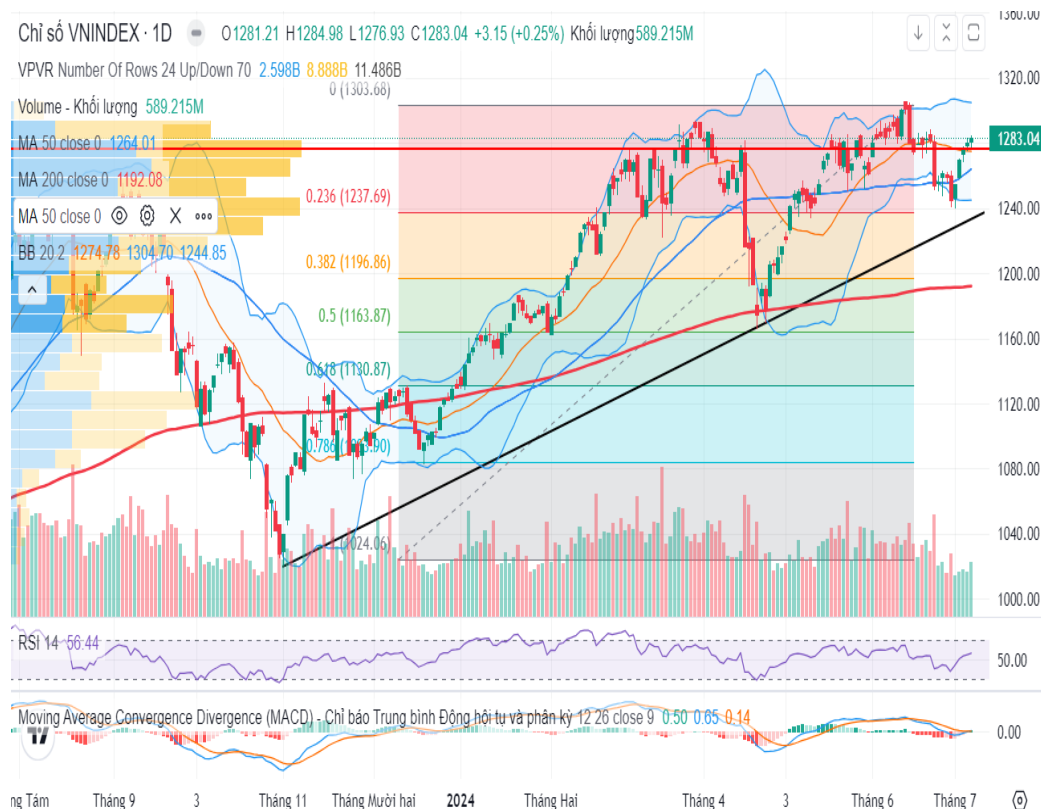 1360.00
Chỉ số VNINDEX · 1D O1281.21 H1284.98 L1276.93 C1283.04 +3.15 (+0.25%) Khối lượng589.215M
VPVR Number Of Rows 24 Up/Down 70 2.598B 8.888B 11.486B
1320.00
0 (1303.68)
Volume - Khối lượng 589.215M
MA 50 close 0 1264.01
1283.04
MA 200 close 0 1192.08
0.236 (1237.69)
MA 50 close 0
1240.00
BB 20 2 1274.78 1304.70 1244.85
0.382 (1196.86)
1200.00
0.5 (1163.87)
1160.00
0.618 (1130.87)
1120.00
1080.00
1040.00
1000.00
RSI 14 56.44
50.00
Moving Average Convergence Divergence (MACD) - Chỉ báo Trung bình Động hội tụ và phân kỳ 12 26 close 9 0.50 0.65 0.14
0.00
Tám Tháng 9 3 Tháng 11 Tháng Mười hai 2024 Tháng Hai Tháng 4 3 Tháng 6 Tháng 7